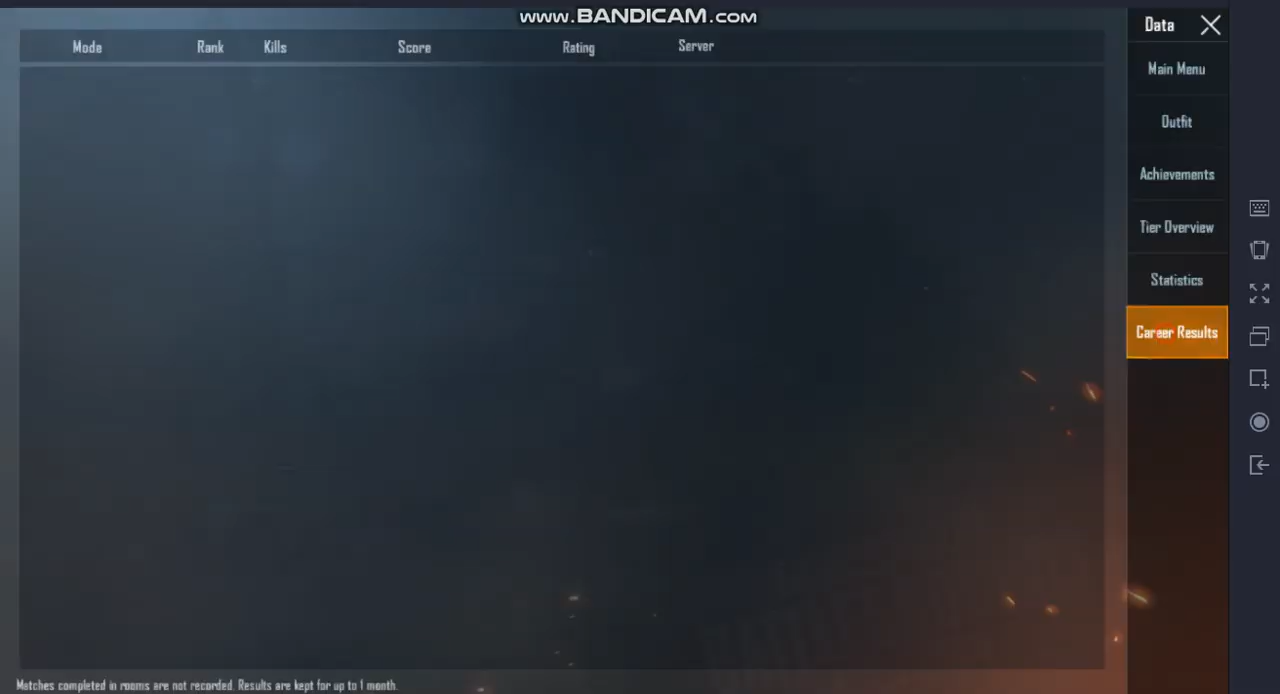 www.BANDICAM.com
Data
Mode Rank Kills Score Rating Server
Main Menu
Outfit
Achievements
Tier Overview
Statistics
Career Results
Matches completed in rooms are not recorded. Results are kept for up to 1 month.